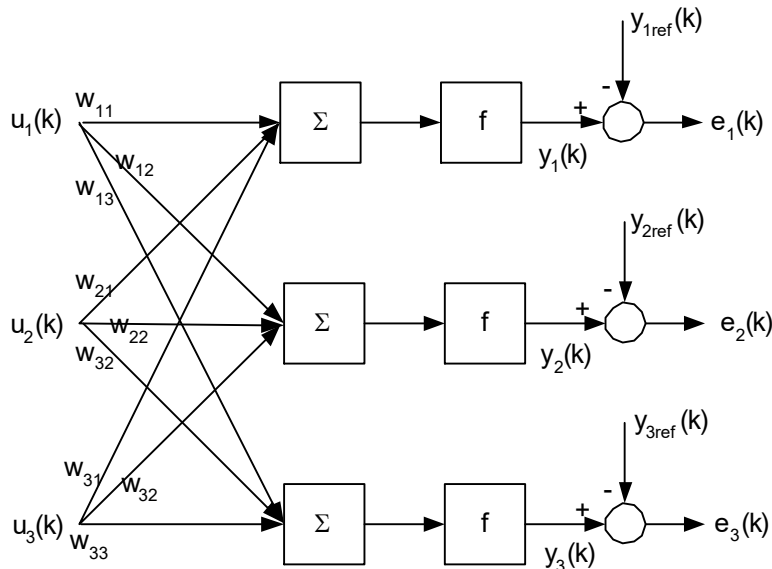 y1ref(k)
-
w11
u1(k)
Σ
f
+
e1(k)
y1(k)
w12
w13
y2ref(k)
-
w21
u2(k)
w22
Σ
f
+
e2(k)
w32
y2(k)
y3ref(k)
-
w31
w32
u3(k)
Σ
f
+
e3(k)
w33
y3(k)